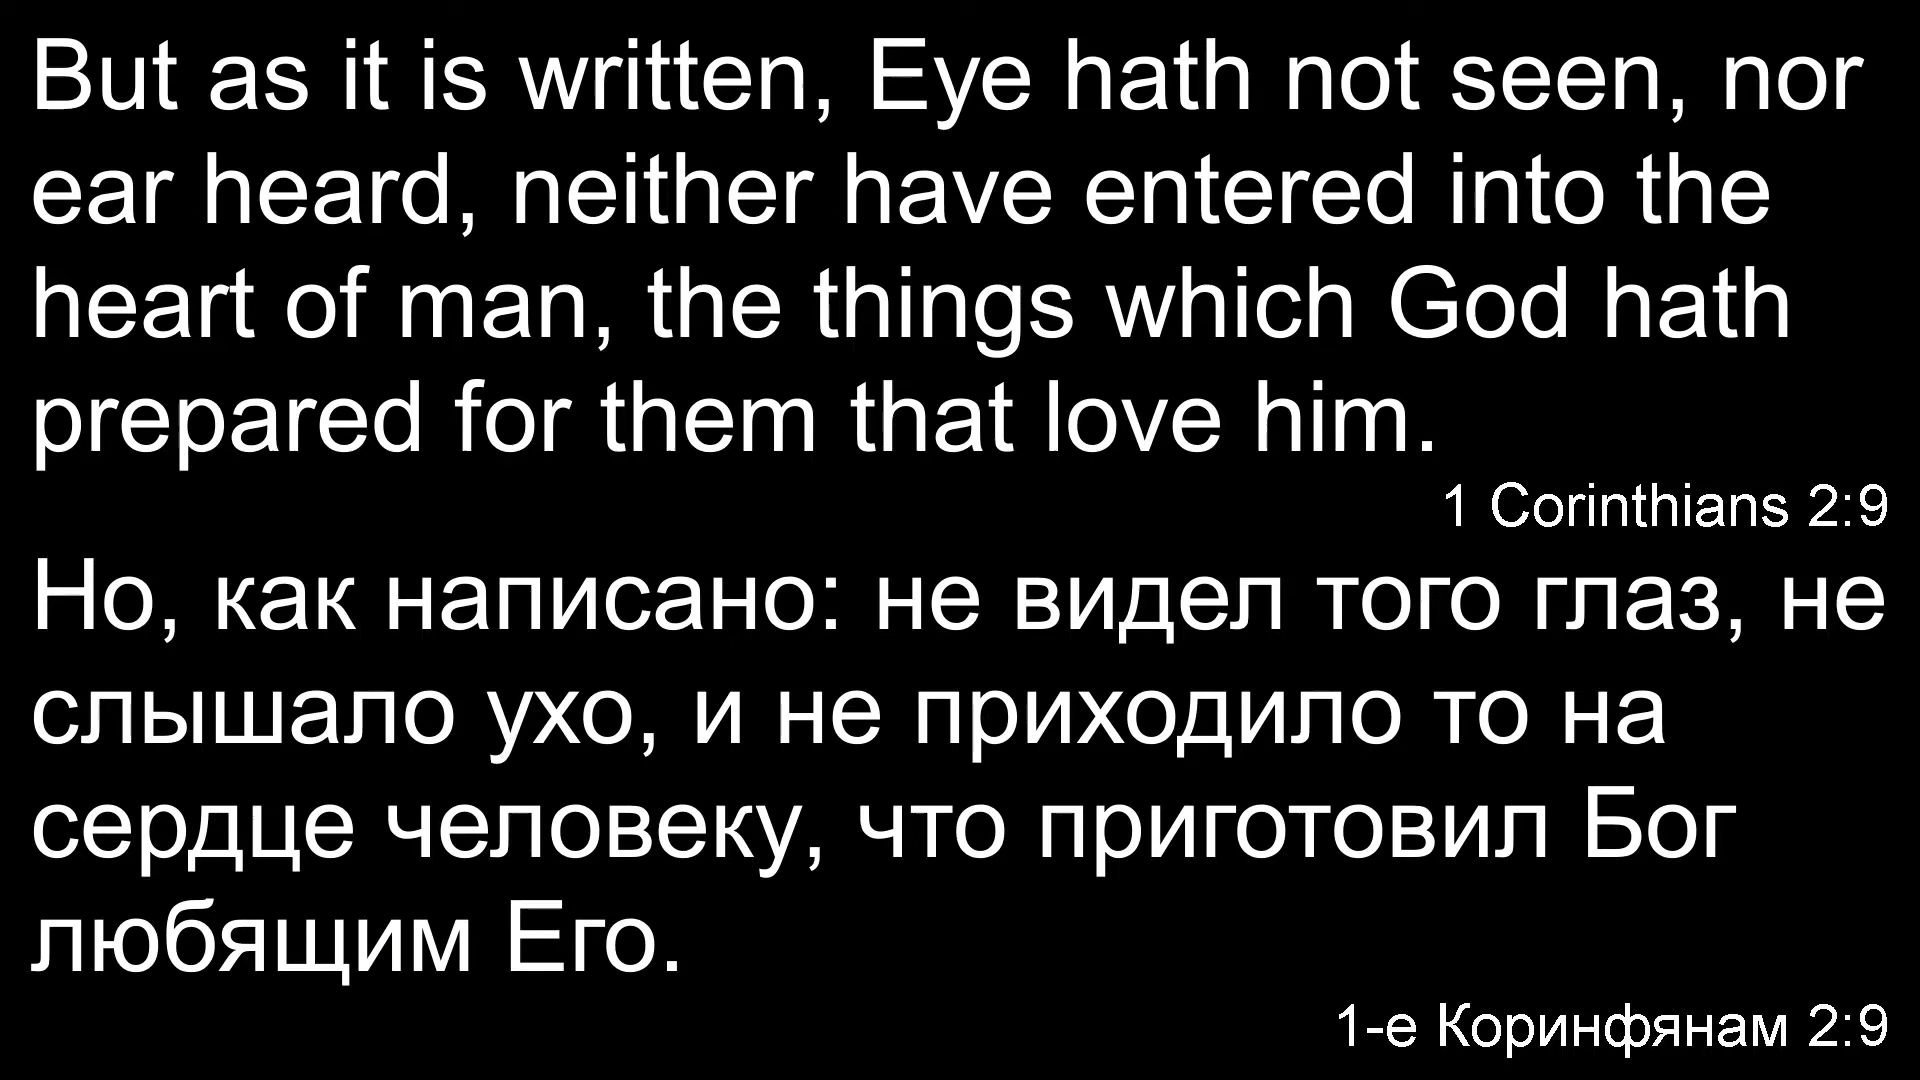 But as it is written, Eye hath not seen, nor
ear heard, neither have entered into the
heart of man, the things which God hath
prepared for them that love him.
1 Corinthians 2:9
Но, как написано: не видел того глаз, не
слышало ухо, и не приходило то на
сердце человеку, что приготовил Бог
любящим Его.
1-е Коринфянам 2:9